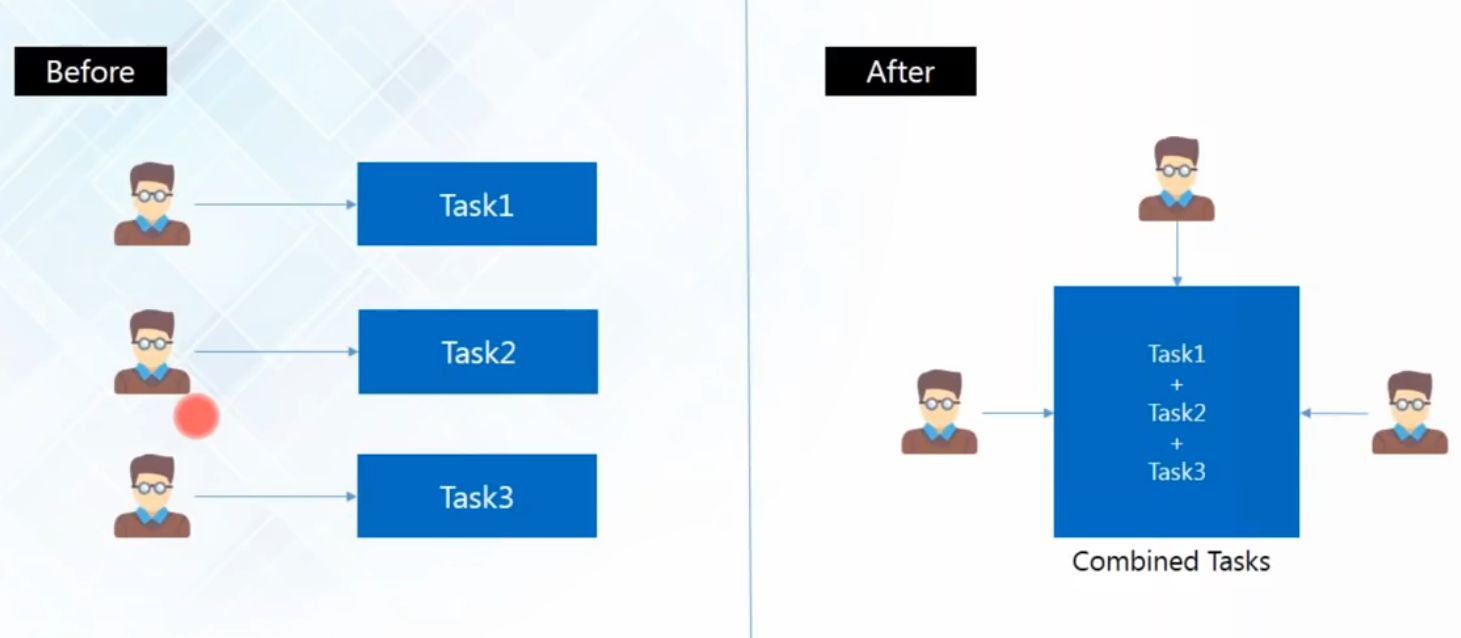 Before
Task1
Task2
Task3
After
Task1
+
Task2
+
Task3
Combined Tasks